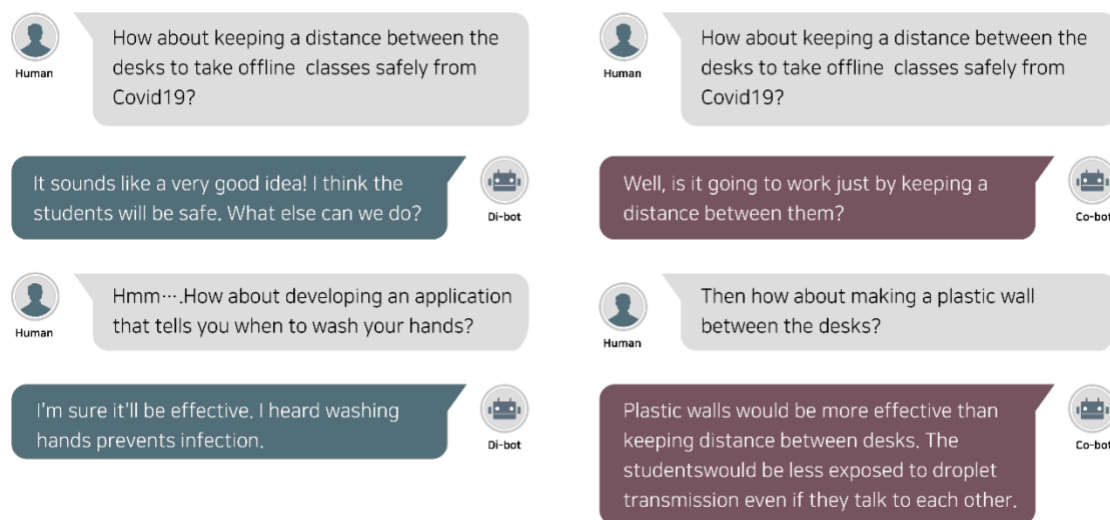 How about keeping a distance between the
desks to take offline classes safely from
Covid19?
Human
It sounds like a very good idea! I think the
students will be safe. What else can we do?
Di-bot
Hmm….How about developing an application
that tells you when to wash your hands?
Human
I'm sure it'll be effective. I heard washing
hands prevents infection.
Di-bot
How about keeping a distance between the
desks to take offline classes safely from
Covid19?
Human
Well, is it going to work just by keeping a
distance between them?
Co-bot
Then how about making a plastic wall
between the desks?
Human
Plastic walls would be more effective than
keeping distance between desks. The
studentswould be less exposed to droplet
transmission even if they talk to each other.
Co-bot